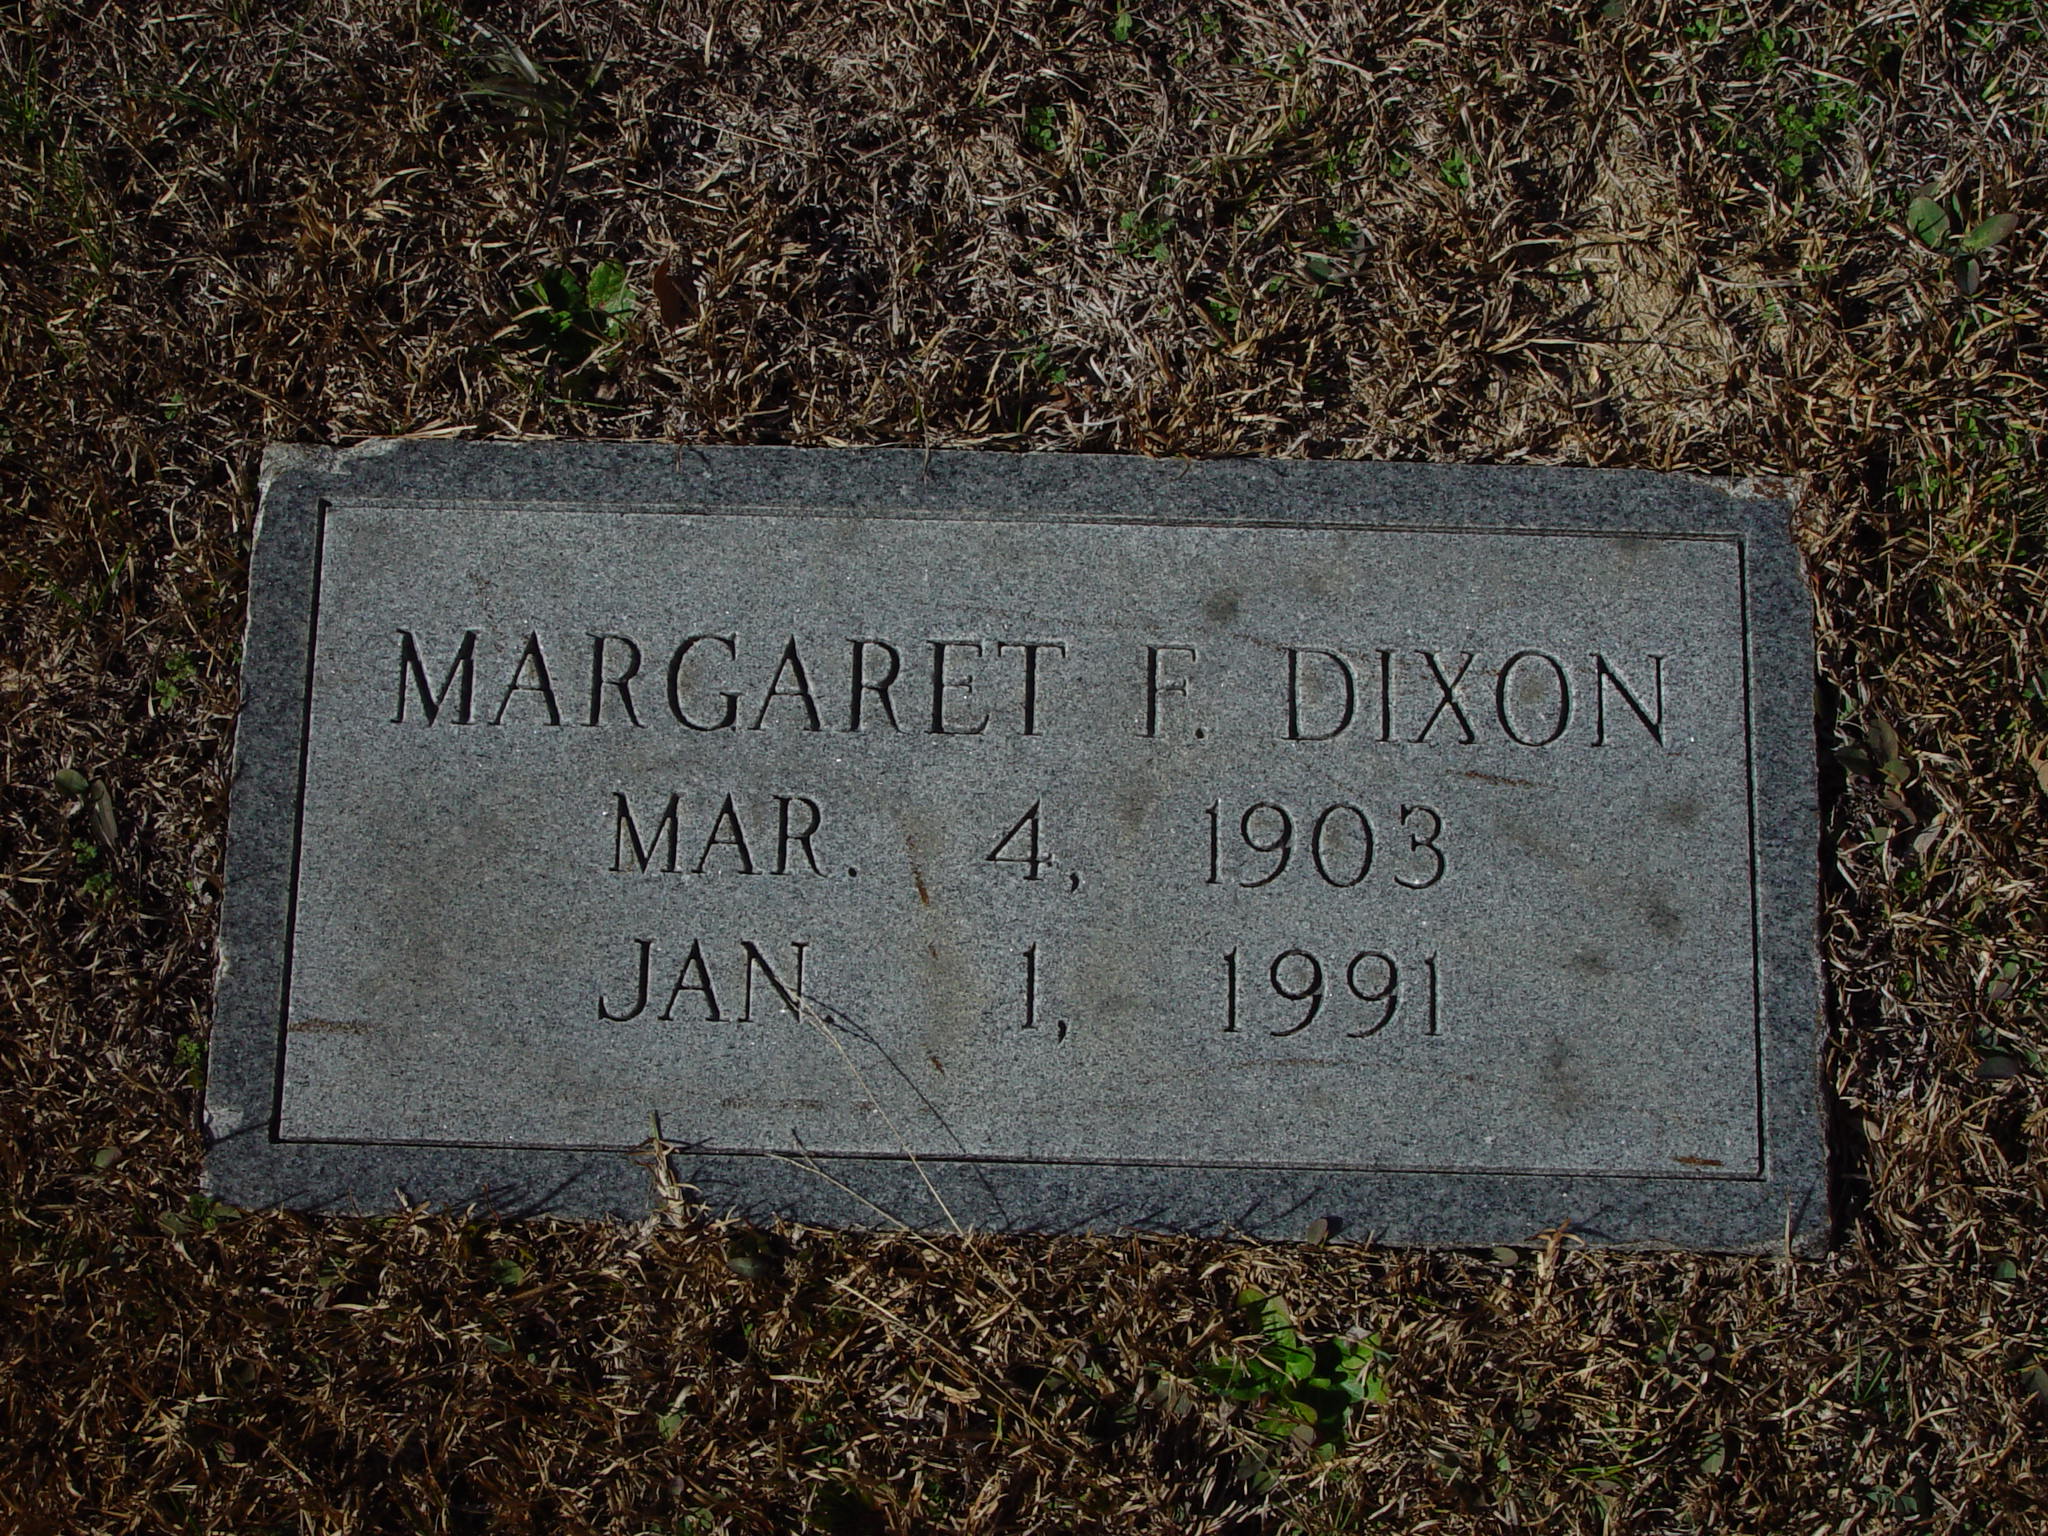 MARGARET F. DIXON
MAR. 4, 1903
JAN. 1, 1991